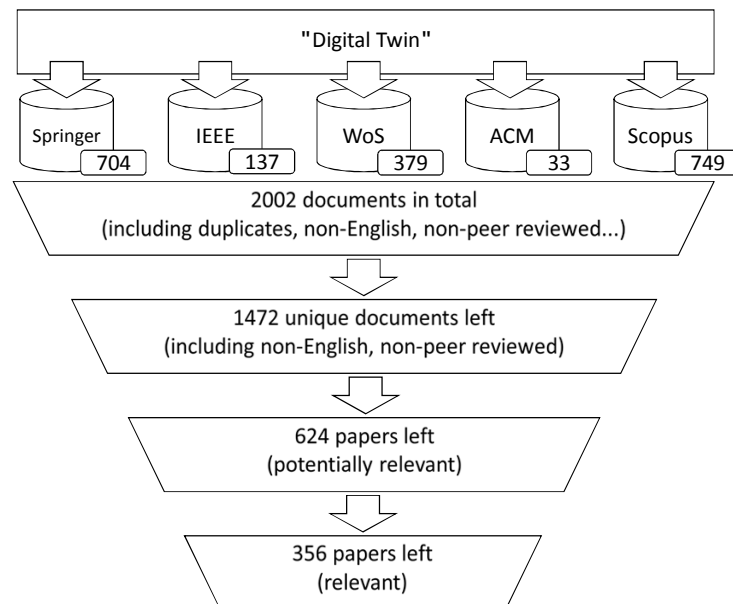 "Digital Twin"
Springer
704
IEEE
137
WoS
379
ACM
33
Scopus
749
2002 documents in total
(including duplicates, non-English, non-peer reviewed...)
1472 unique documents left
(including non-English, non-peer reviewed)
624 papers left
(potentially relevant)
356 papers left
(relevant)